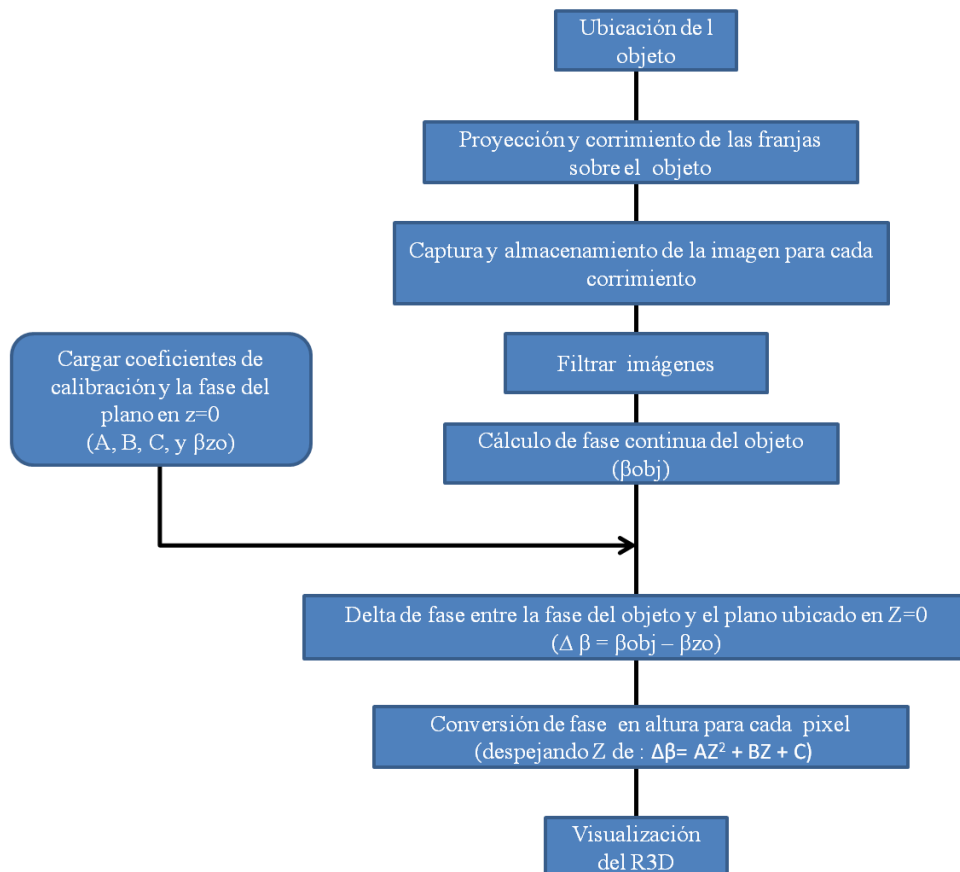 Ubicación de l
objeto
Proyección y corrimiento de las franjas
sobre el objeto
Captura y almacenamiento de la imagen para cada
corrimiento
Filtrar imágenes
Cargar coeficientes de
calibración y la fase del
plano en z=0
(A, B, C, y βzo)
Cálculo de fase continua del objeto
(βobj)
Delta de fase entre la fase del objeto y el plano ubicado en Z=0
(Δ β = βobj – βzo)
Conversión de fase en altura para cada pixel
(despejando Z de : Δβ= AZ² + BZ + C)
Visualización
del R3D